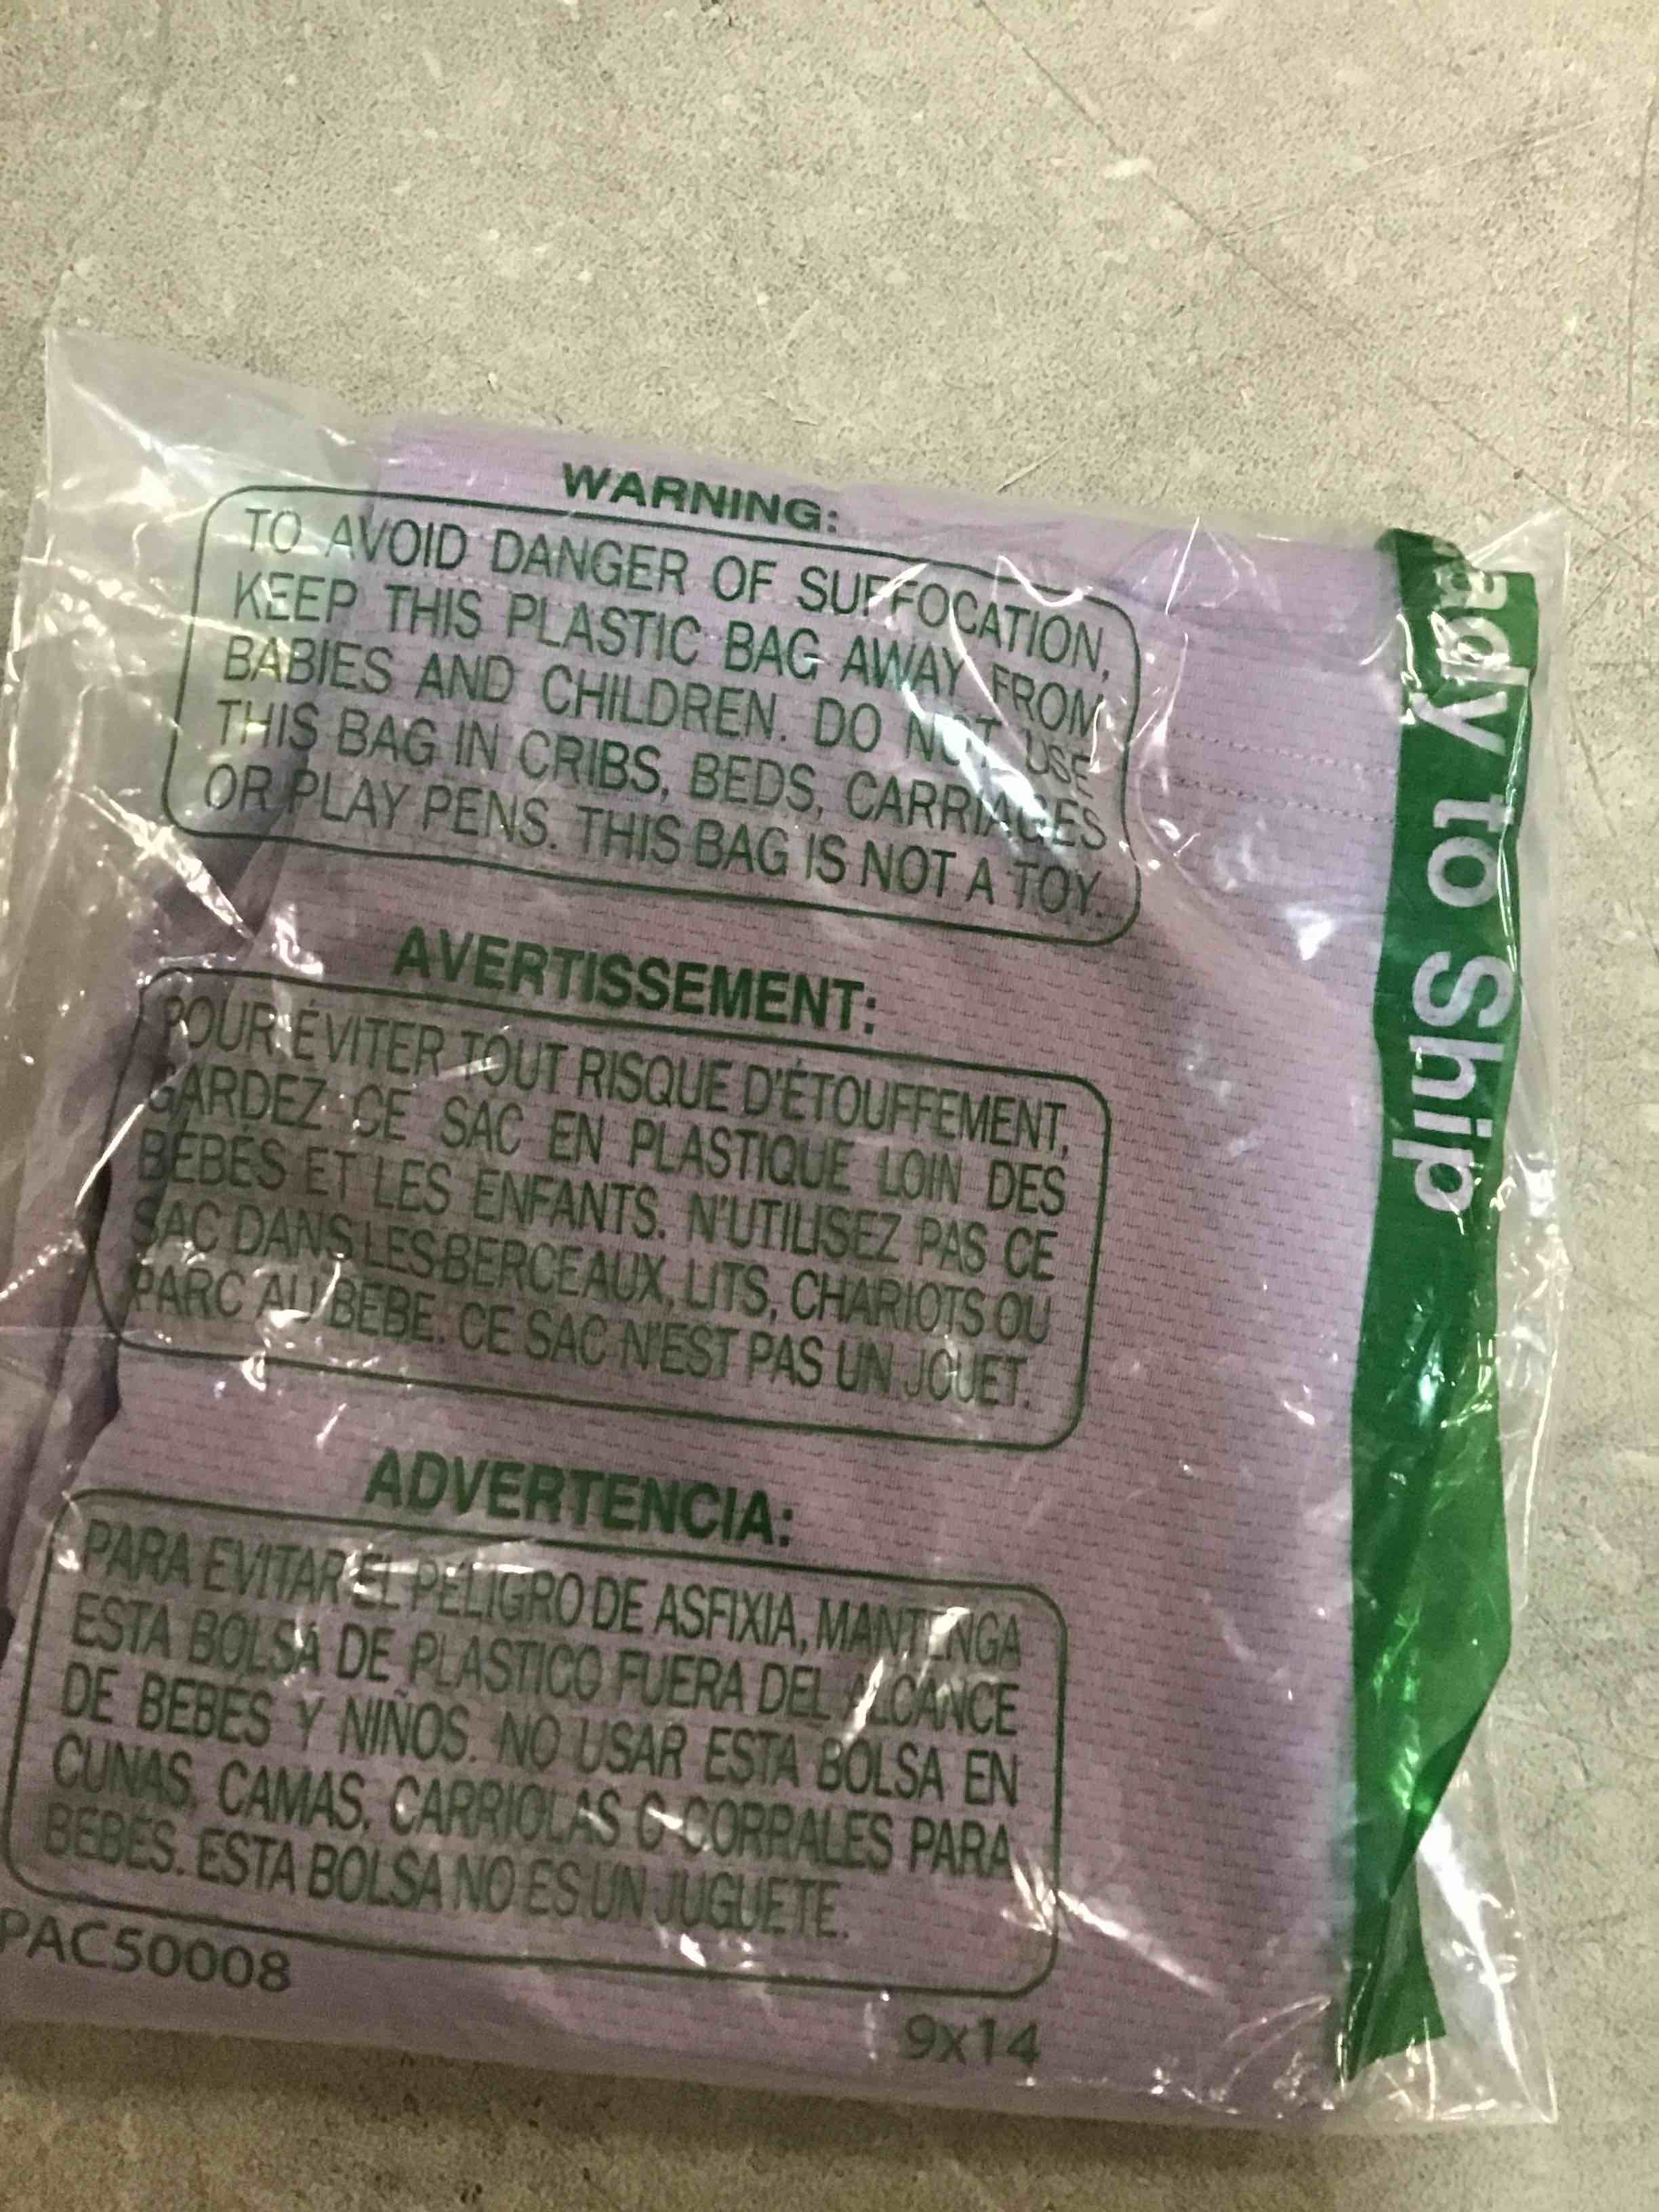 WARNING:
TO AVOID DANGER OF SUFFOCATION,
KEEP THIS PLASTIC BAG AWAY FROM
BABIES AND CHILDREN. DO NOT USE
THIS BAG IN CRIBS, BEDS, CARRIAGES
OR PLAY PENS. THIS BAG IS NOT A TOY.
AVERTISSEMENT:
POUR ÉVITER TOUT RISQUE D'ÉTOUFFEMENT,
GARDEZ CE SAC EN PLASTIQUE LOIN DES
BÉBÉS ET LES ENFANTS. N'UTILISEZ PAS CE
SAC DANS LES BERCEAUX, LITS, CHARIOTS OU
PARC AU BEBE. CE SAC N'EST PAS UN JOUET.
ADVERTENCIA:
PARA EVITAR EL PELIGRO DE ASFIXIA, MANTENGA
ESTA BOLSA DE PLASTICO FUERA DEL ALCANCE
DE BEBES Y NIÑOS. NO USAR ESTA BOLSA EN
CUNAS, CAMAS, CARRIOLAS O CORRALES PARA
BEBÉS. ESTA BOLSA NO ES UN JUGUETE.
PAC50008
9x14
ady to Ship